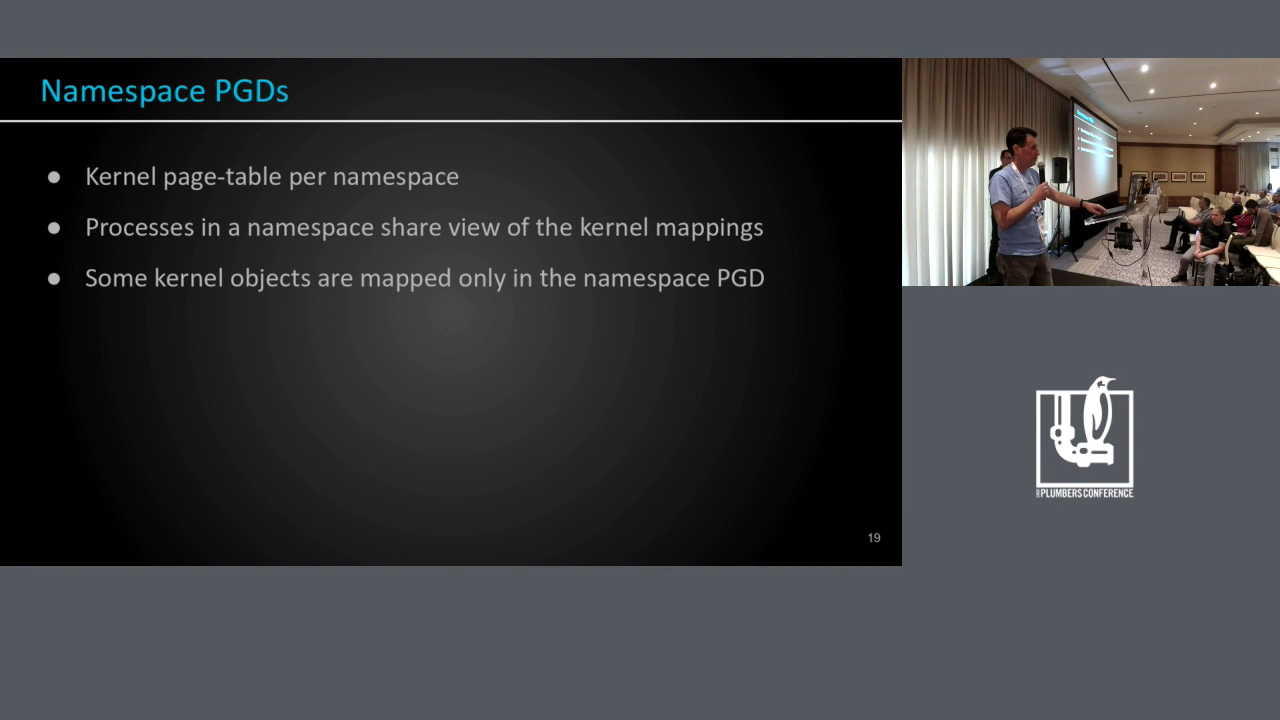 Namespace PGDs
● Kernel page-table per namespace
● Processes in a namespace share view of the kernel mappings
● Some kernel objects are mapped only in the namespace PGD
19
PLUMBERS CONFERENCE